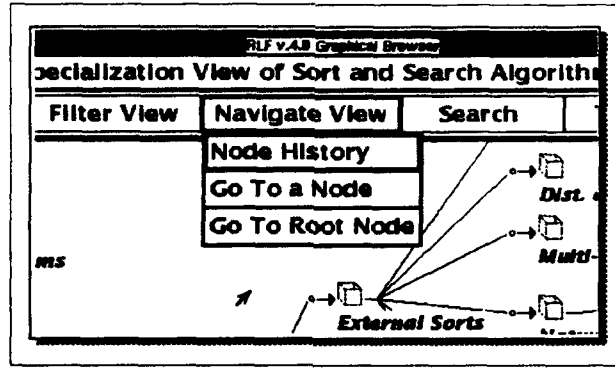 RLF v.4.0 Graphical Browser
pecialization View of Sort and Search Algorith
Filter View Navigate View Search
Node History
Go To a Node
Go To Root Node
Dist.
Multi-
ms
External Sorts